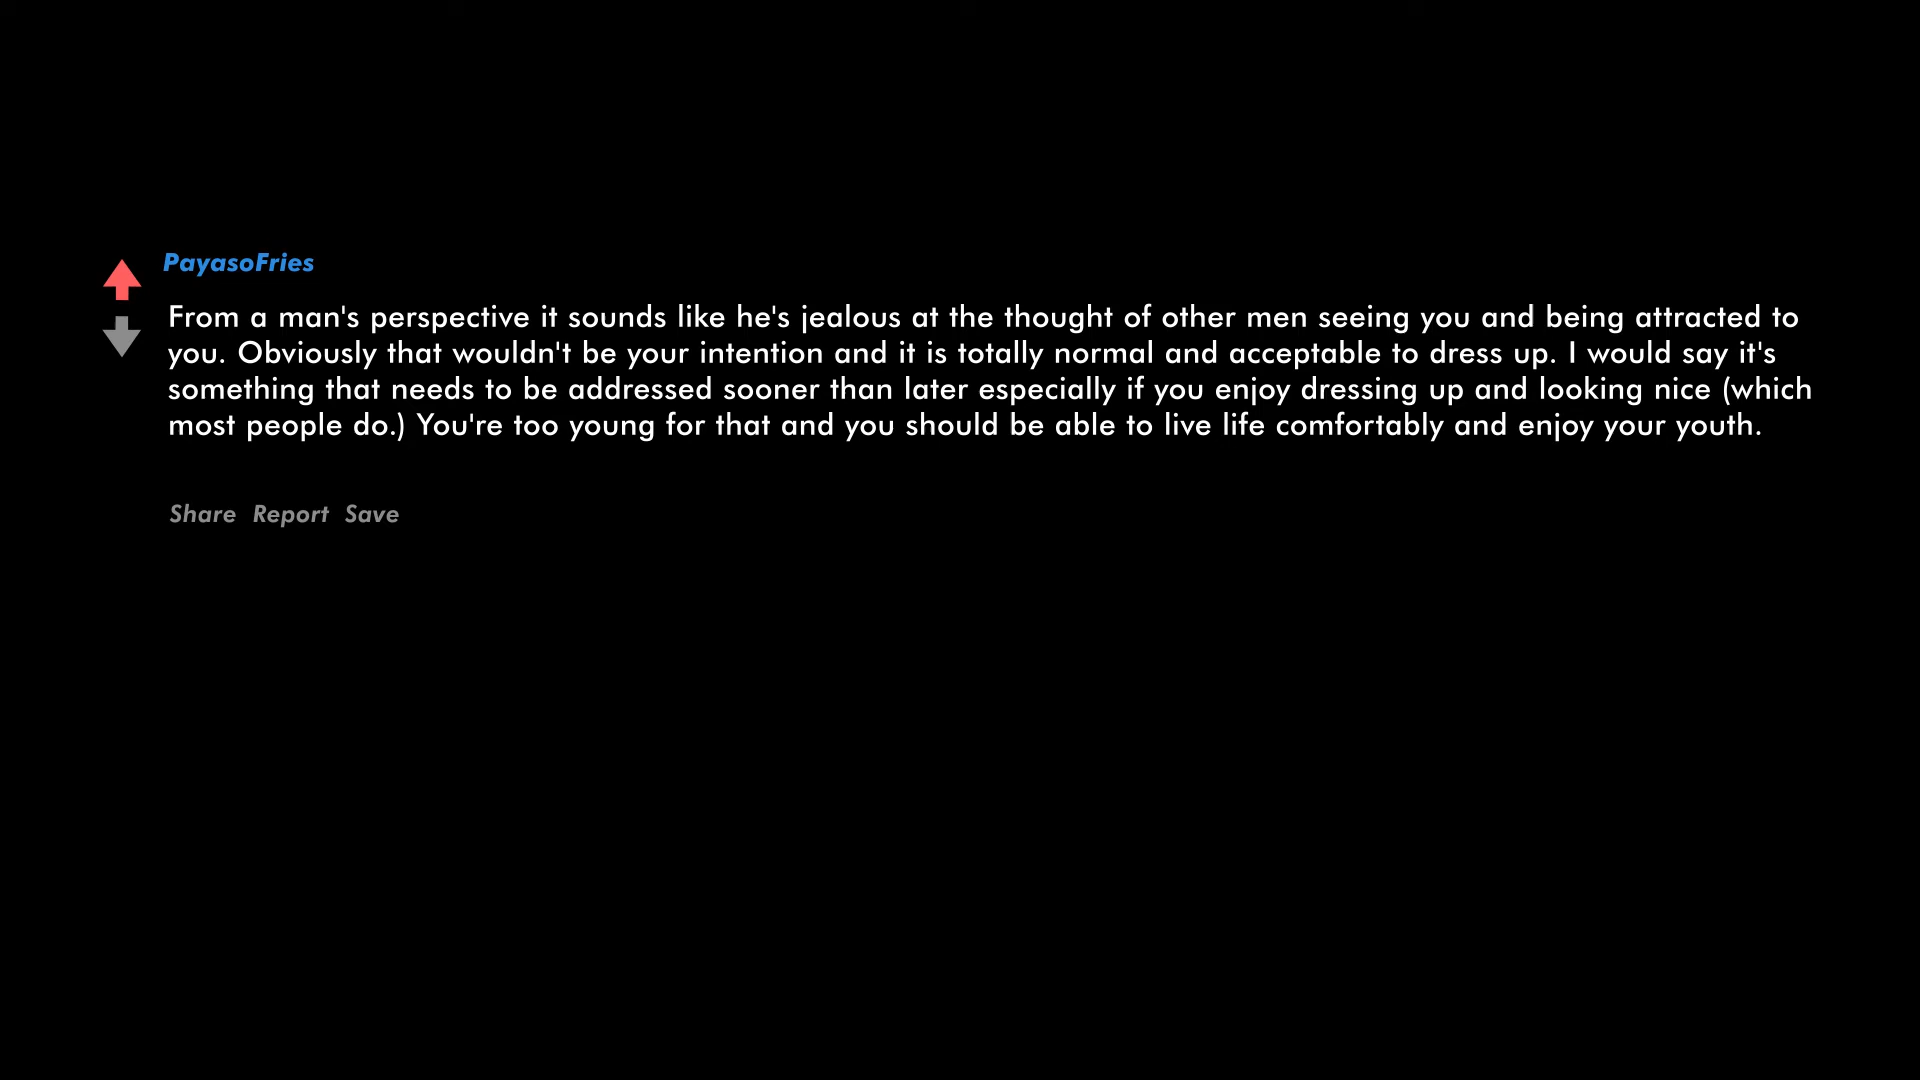 PayasoFries
From a man's perspective it sounds like he's jealous at the thought of other men seeing you and being attracted to
you. Obviously that wouldn't be your intention and it is totally normal and acceptable to dress up. I would say it's
something that needs to be addressed sooner than later especially if you enjoy dressing up and looking nice (which
most people do.) You're too young for that and you should be able to live life comfortably and enjoy your youth.
Share Report Save